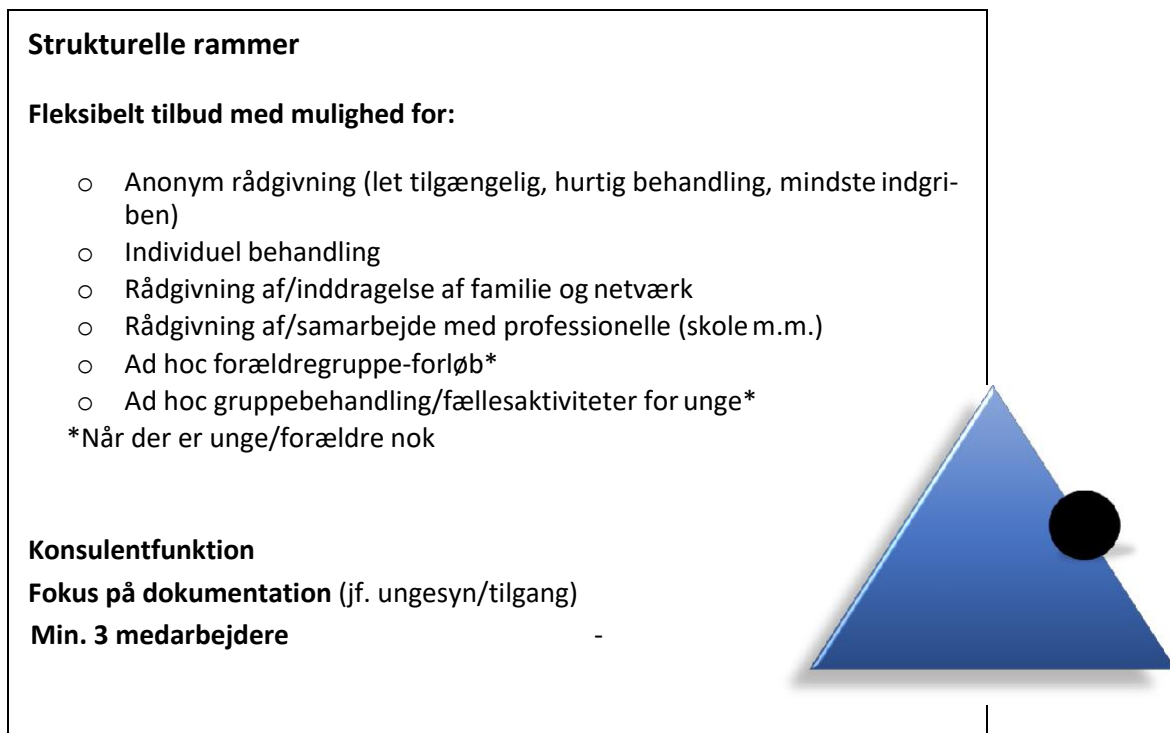 Strukturelle rammer
Fleksibelt tilbud med mulighed for:
o Anonym rådgivning (let tilgængelig, hurtig behandling, mindste indgri-
ben)
o Individuel behandling
o Rådgivning af/inddragelse af familie og netværk
o Rådgivning af/samarbejde med professionelle (skole m.m.)
o Ad hoc forældregruppe-forløb*
o Ad hoc gruppebehandling/fællesaktiviteter for unge*
*Når der er unge/forældre nok
Konsulentfunktion
Fokus på dokumentation (jf. ungesyn/tilgang)
Min. 3 medarbejdere -